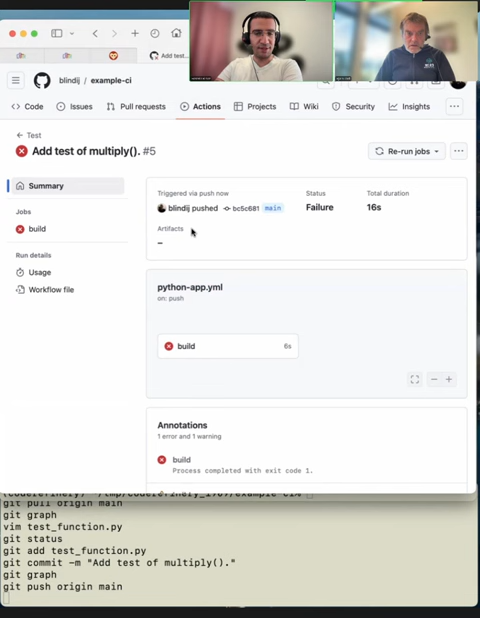 Add test...
blindij / example-ci
Code Issues Pull requests Actions Projects Wiki Security Insights
Test
Add test of multiply(). #5
Re-run jobs
Summary
Jobs
build
Run details
Usage
Workflow file
Triggered via push now
blindij pushed bc5c681 main
Status
Failure
Total duration
16s
Artifacts
–
python-app.yml
on: push
build 6s
Annotations
1 error and 1 warning
build
Process completed with exit code 1.
git pull origin main
git graph
vim test_function.py
git status
git add test_function.py
git commit -m "Add test of multiply()."
git graph
git push origin main